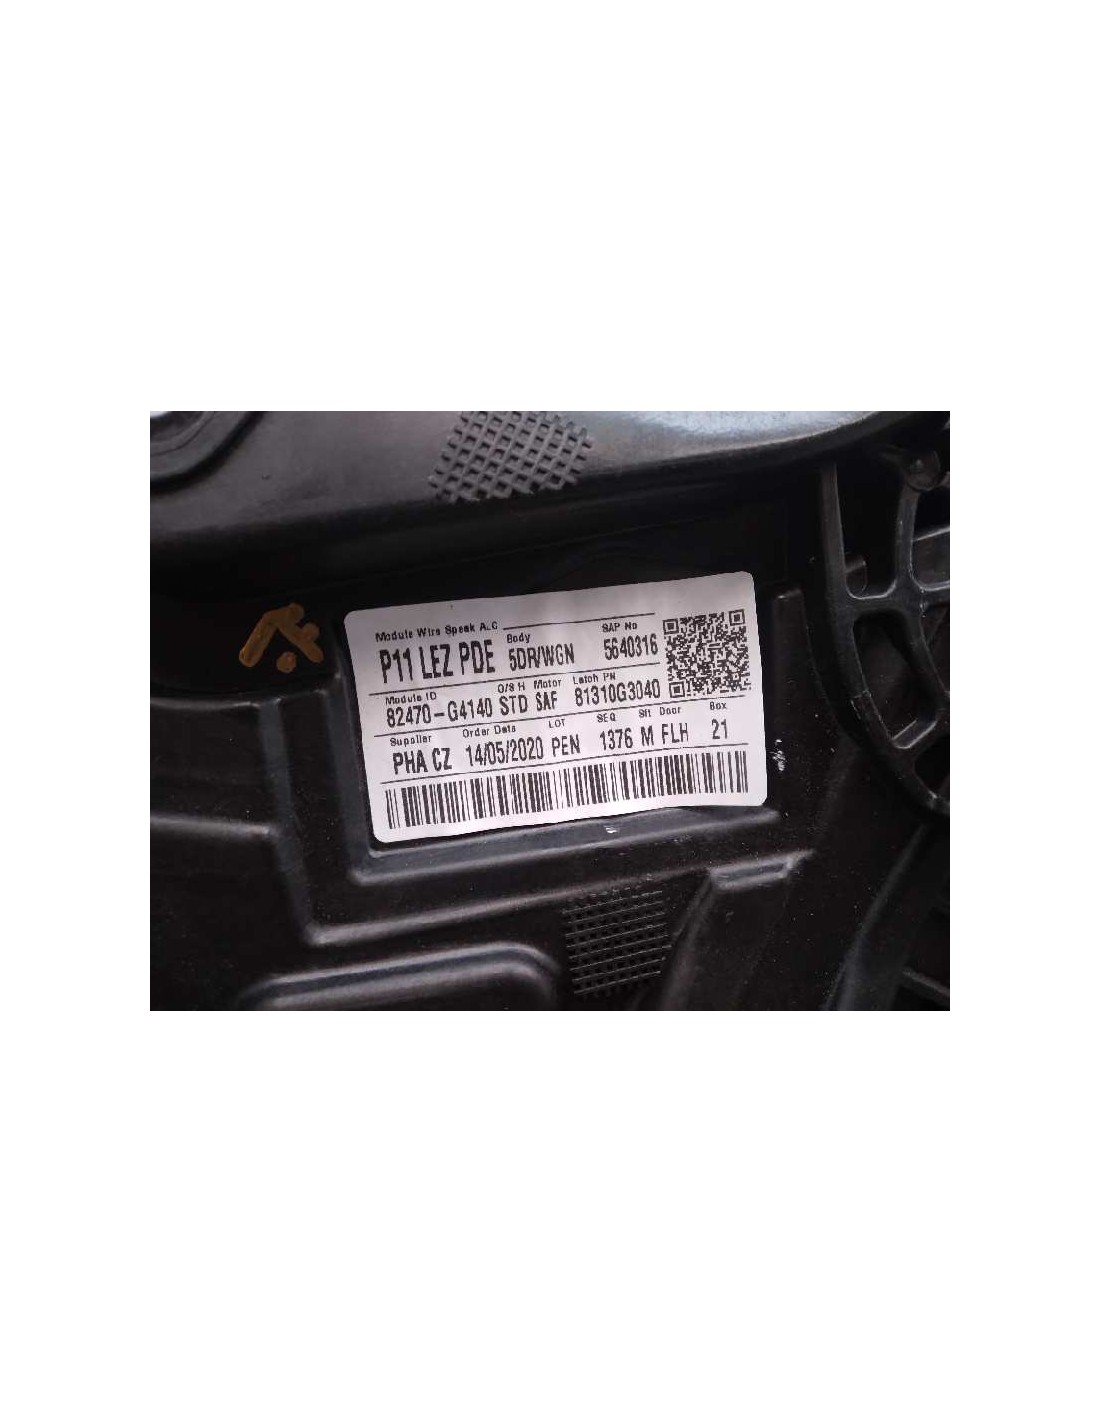 Module Wire Speak ALC Body SAP No
P11 LEZ PDE 5DR/WGN 5640316
Module ID O/S H Motor Latch PN
82470-G4140 STD SAF 81310G3040
Supplier Order Date LOT SEQ Sft Door Box
PHA CZ 14/05/2020 PEN 1376 M FLH 21